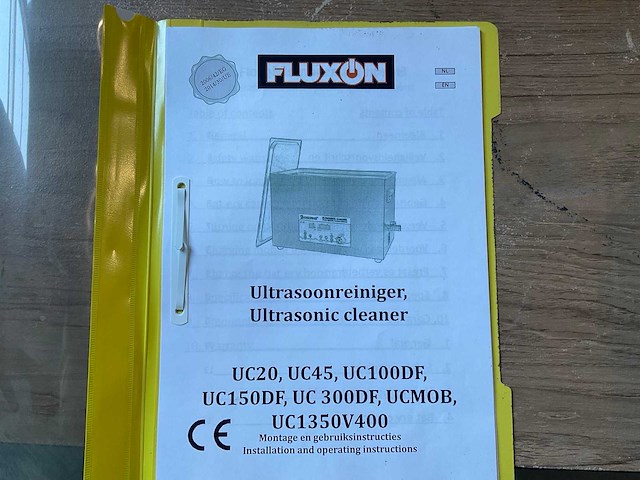 FLUXON
NL
EN
Ultrasoonreiniger,
Ultrasonic cleaner
UC20, UC45, UC100DF,
UC150DF, UC 300DF, UCMOB,
UC1350V400
CE
Montage en gebruiksinstructies
Installation and operating instructions